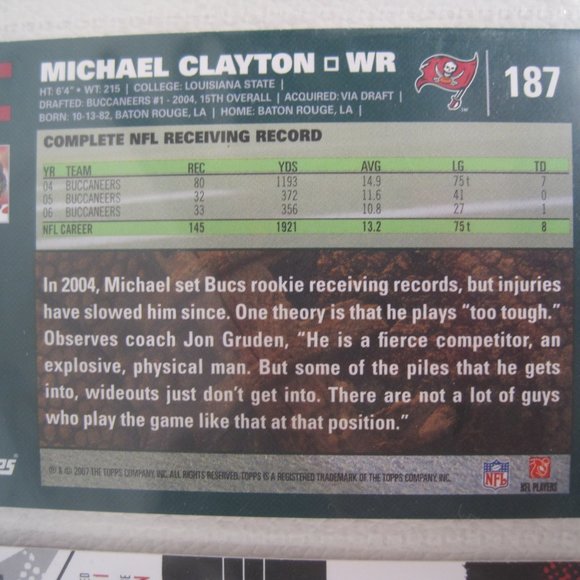 MICHAEL CLAYTON □ WR
187
HT: 6'4" • WT: 215 | COLLEGE: LOUISIANA STATE |
DRAFTED: BUCCANEERS #1 - 2004, 15TH OVERALL | ACQUIRED: VIA DRAFT |
BORN: 10-13-82, BATON ROUGE, LA | HOME: BATON ROUGE, LA |
COMPLETE NFL RECEIVING RECORD
YR TEAM REC YDS AVG LG TD
04 BUCCANEERS 80 1193 14.9 75t 7
05 BUCCANEERS 32 372 11.6 41 0
06 BUCCANEERS 33 356 10.8 27 1
NFL CAREER 145 1921 13.2 75t 8
In 2004, Michael set Bucs rookie receiving records, but injuries
have slowed him since. One theory is that he plays "too tough."
Observes coach Jon Gruden, "He is a fierce competitor, an
explosive, physical man. But some of the piles that he gets
into, wideouts just don't get into. There are not a lot of guys
who play the game like that at that position."
® & © 2007 THE TOPPS COMPANY, INC. ALL RIGHTS RESERVED. TOPPS IS A REGISTERED TRADEMARK OF THE TOPPS COMPANY, INC.
NFL
NFL PLAYERS